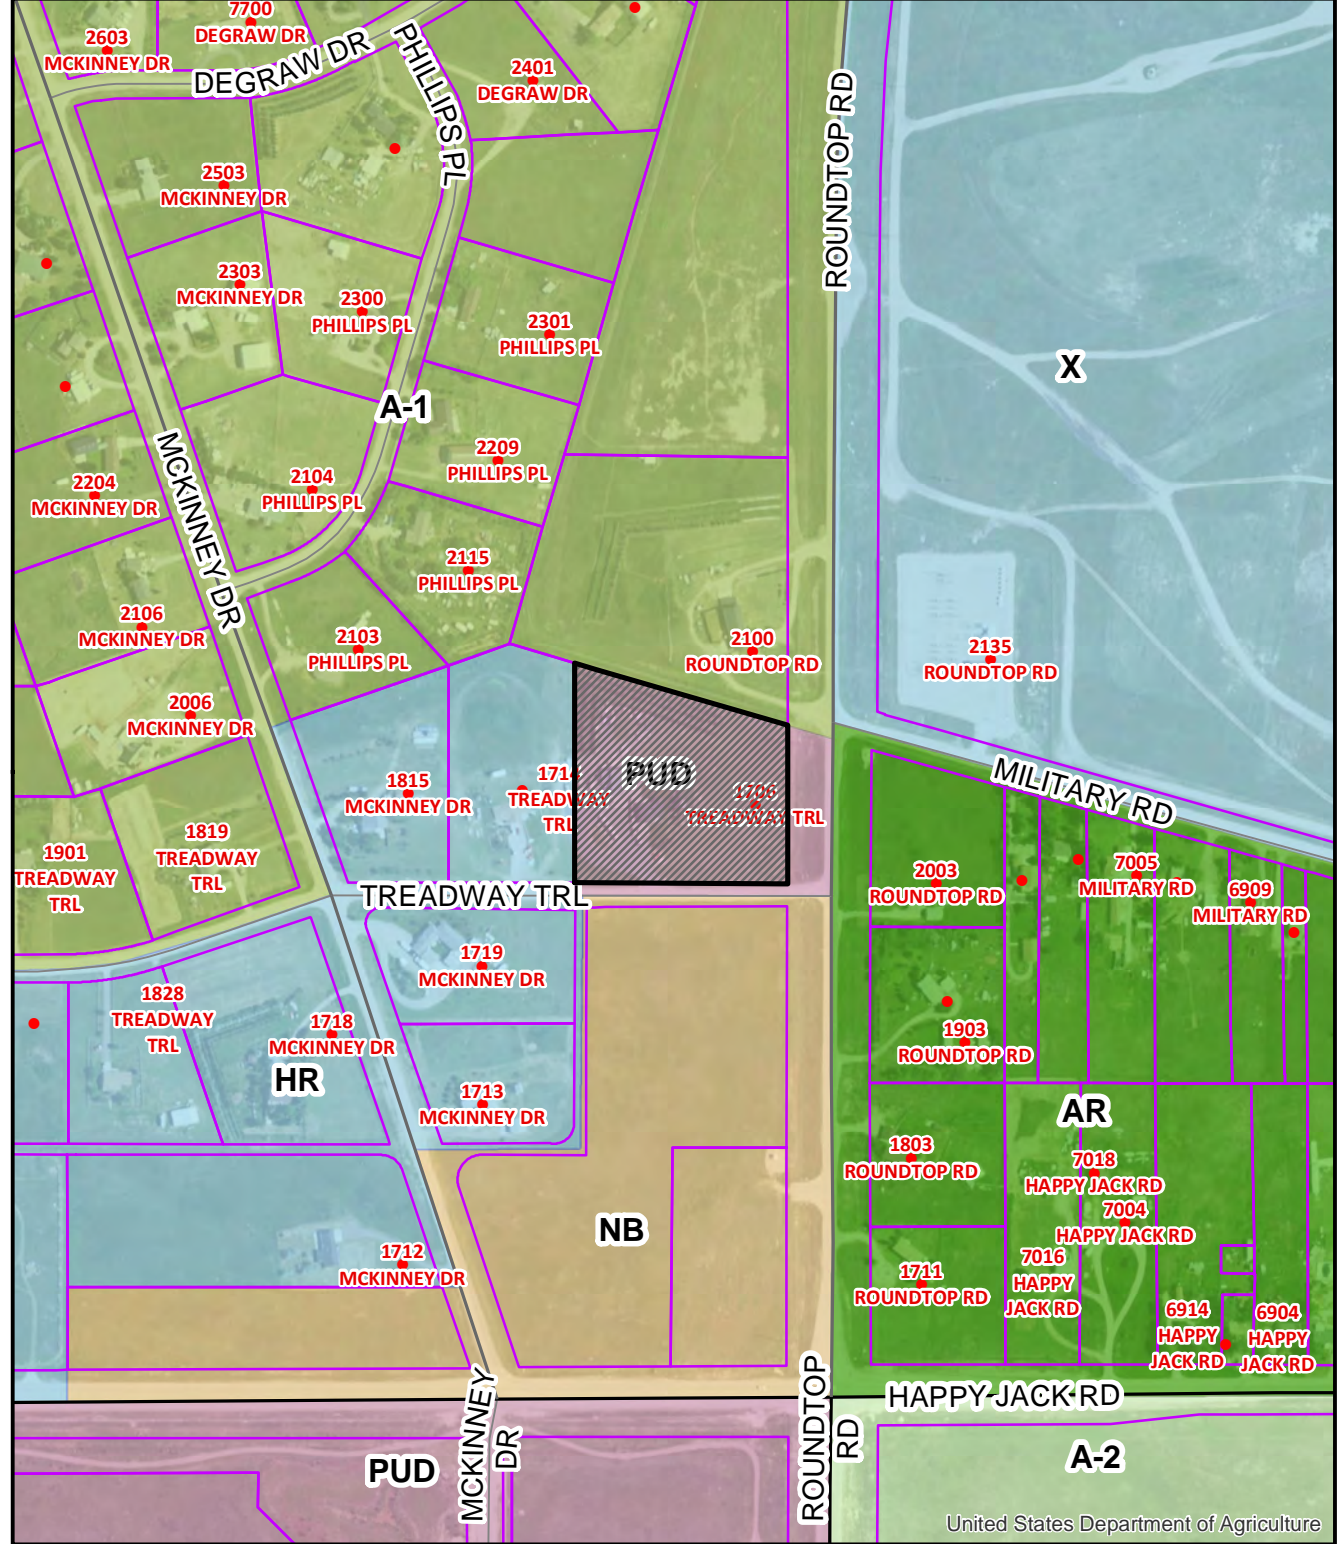 7700
DEGRAW DR
2603
MCKINNEY DR
DEGRAW DR
PHILLIPS PL
2401
DEGRAW DR
ROUNDTOP RD
2503
MCKINNEY DR
2303
MCKINNEY DR
2300
PHILLIPS PL
2301
PHILLIPS PL
X
A-1
MCKINNEY DR
2204
MCKINNEY DR
2104
PHILLIPS PL
2209
PHILLIPS PL
2115
PHILLIPS PL
2106
MCKINNEY DR
2103
PHILLIPS PL
2100
ROUNDTOP RD
2135
ROUNDTOP RD
2006
MCKINNEY DR
1815
MCKINNEY DR
1714
TREADWAY
TRL
PUD
1706
TREADWAY TRL
MILITARY RD
1901
TREADWAY
TRL
1819
TREADWAY
TRL
TREADWAY TRL
2003
ROUNDTOP RD
7005
MILITARY RD
6909
MILITARY RD
1719
MCKINNEY DR
1828
TREADWAY
TRL
1718
MCKINNEY DR
HR
1903
ROUNDTOP RD
1713
MCKINNEY DR
AR
1803
ROUNDTOP RD
7018
HAPPY JACK RD
7004
HAPPY JACK RD
NB
1712
MCKINNEY DR
1711
ROUNDTOP RD
7016
HAPPY
JACK RD
6914
HAPPY
JACK RD
6904
HAPPY
JACK RD
HAPPY JACK RD
MCKINNEY
DR
ROUNDTOP
RD
PUD
A-2
United States Department of Agriculture